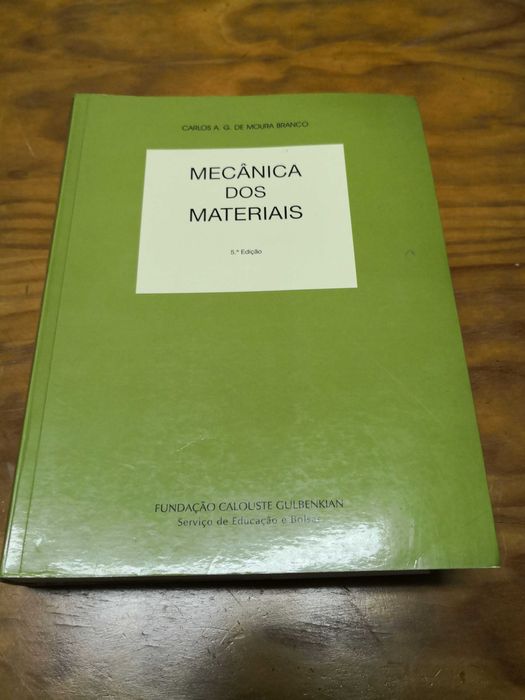 CARLOS A. G. DE MOURA BRANCO
MECÂNICA
DOS
MATERIAIS
5.ª Edição
FUNDAÇÃO CALOUSTE GULBENKIAN
Serviço de Educação e Bolsas